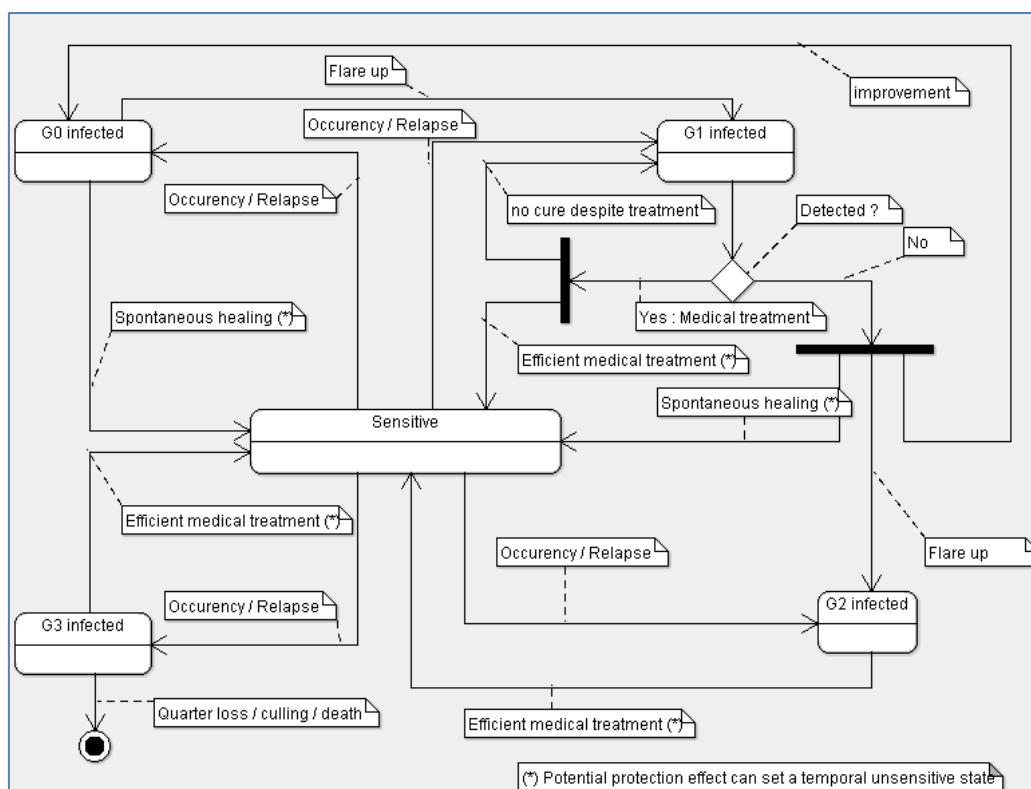 Flare up
improvement
G0 infected
Occurency / Relapse
G1 infected
Occurency / Relapse
no cure despite treatment
Detected ?
No
Spontaneous healing (*)
Yes : Medical treatment
Efficient medical treatment (*)
Spontaneous healing (*)
Sensitive
Efficient medical treatment (*)
Occurency / Relapse
Flare up
Occurency / Relapse
G2 infected
G3 infected
Quarter loss / culling / death
Efficient medical treatment (*)
(*) Potential protection effect can set a temporal unsensitive state